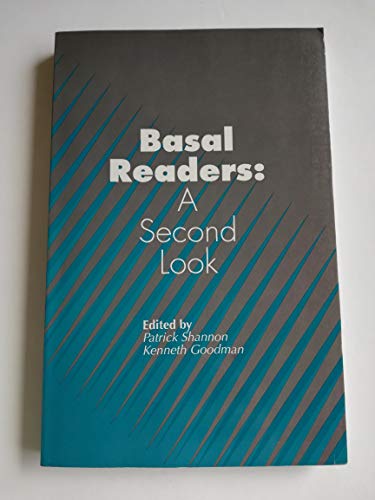 Basal
Readers:
A
Second
Look
Edited by
Patrick Shannon
Kenneth Goodman